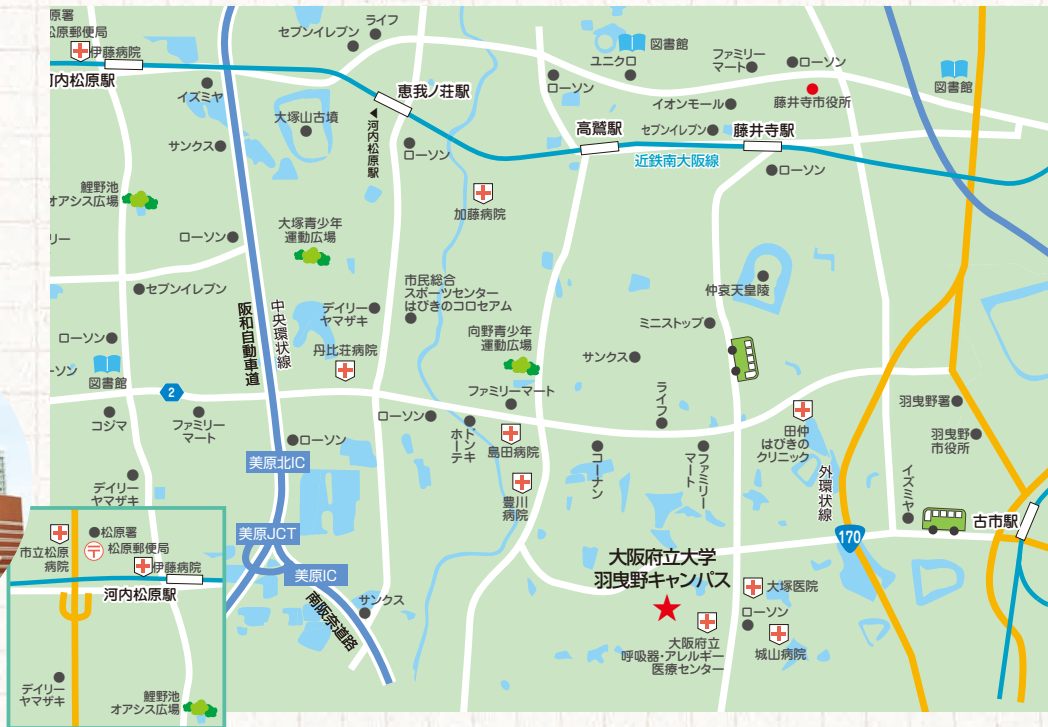 原署
松原郵便局
伊藤病院
河内松原駅
イズミヤ
サンクス
大塚山古墳
セブンイレブン
ライフ
恵我ノ荘駅
河内松原駅
ローソン
ローソン
ユニクロ
図書館
ファミリー
マート
ローソン
藤井寺市役所
イオンモール
セブンイレブン
図書館
高鷲駅
藤井寺駅
近鉄南大阪線
ローソン
加藤病院
鯉野池
オアシス広場
リー
ローソン
大塚青少年
運動広場
セブンイレブン
阪和自動車道
中央環状線
デイリー
ヤマザキ
市民総合
スポーツセンター
はびきのコロセアム
丹比荘病院
向野青少年
運動広場
仲哀天皇陵
ミニストップ
サンクス
ローソン
ーソン
図書館
2
コジマ
ファミリー
マート
ローソン
ローソン
ドン
ホーテ
キ
ファミリーマート
島田病院
豊川
病院
コーナン
ライフ
ファミリー
マート
田仲
はびきの
クリニック
羽曳野署
羽曳野
市役所
イズミヤ
外環状線
170
古市駅
デイリー
ヤマザキ
美原北IC
美原JCT
美原IC
南阪奈道路
サンクス
大阪府立大学
羽曳野キャンパス
大塚医院
ローソン
城山病院
大阪府立
呼吸器・アレルギー
医療センター
市立松原
病院
松原署
松原郵便局
伊藤病院
河内松原駅
デイリー
ヤマザキ
鯉野池
オアシス広場